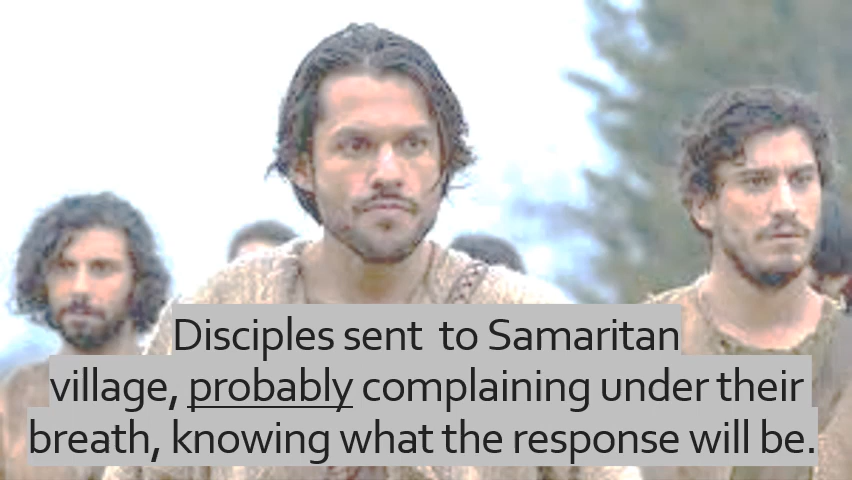 Disciples sent  to Samaritan
village, probably complaining under their
breath, knowing what the response will be.